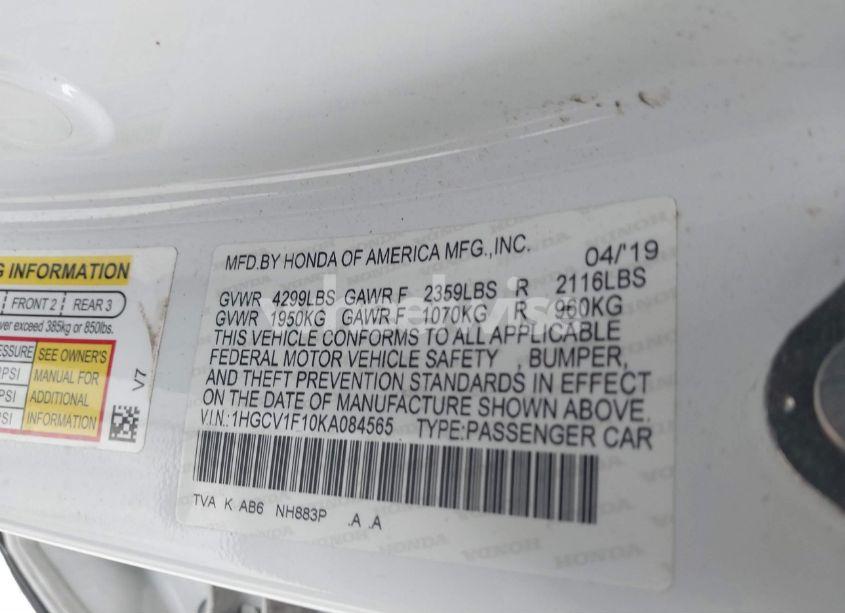 MFD.BY HONDA OF AMERICA MFG.,INC. 04/'19
GVWR 4299LBS GAWR F 2359LBS R 2116LBS
GVWR 1950KG GAWR F 1070KG R 960KG
THIS VEHICLE CONFORMS TO ALL APPLICABLE
FEDERAL MOTOR VEHICLE SAFETY , BUMPER,
AND THEFT PREVENTION STANDARDS IN EFFECT
ON THE DATE OF MANUFACTURE SHOWN ABOVE.
V.I.N.:1HGCV1F10KA084565 TYPE:PASSENGER CAR
TVA K AB6 NH883P .A .A
INFORMATION
FRONT 2 REAR 3
exceed 385kg or 850lbs.
SEE OWNER'S
MANUAL FOR
ADDITIONAL
INFORMATION
PSI
PSI
V7
HONDA